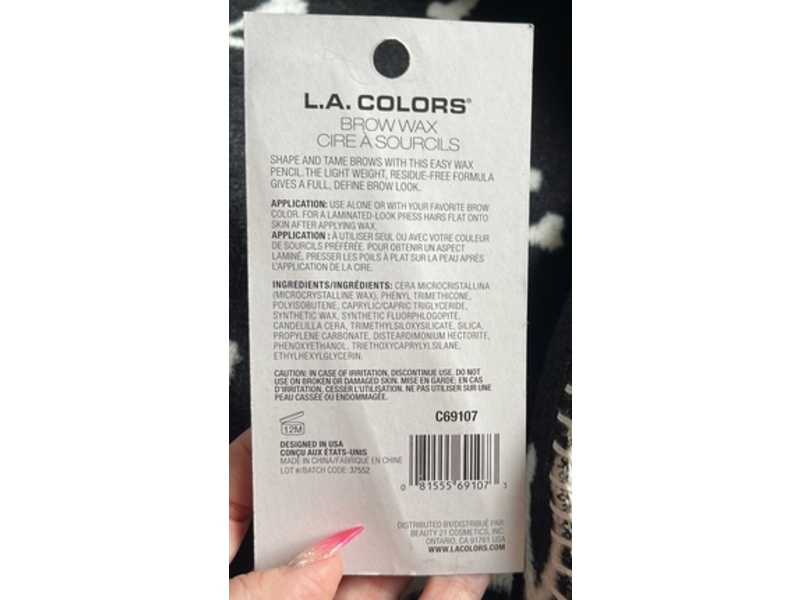 L.A. COLORS®
BROW WAX
CIRE À SOURCILS
SHAPE AND TAME BROWS WITH THIS EASY WAX
PENCIL.THE LIGHT WEIGHT, RESIDUE-FREE FORMULA
GIVES A FULL, DEFINE BROW LOOK.
APPLICATION: USE ALONE OR WITH YOUR FAVORITE BROW
COLOR. FOR A LAMINATED-LOOK PRESS HAIRS FLAT ONTO
SKIN AFTER APPLYING WAX.
APPLICATION : À UTILISER SEUL OU AVEC VOTRE COULEUR
DE SOURCILS PRÉFÉRÉE. POUR OBTENIR UN ASPECT
LAMINÉ, PRESSER LES POILS À PLAT SUR LA PEAU APRÈS
L'APPLICATION DE LA CIRE.
INGREDIENTS/INGRÉDIENTS: CERA MICROCRISTALLINA
(MICROCRYSTALLINE WAX), PHENYL TRIMETHICONE,
POLYISOBUTENE, CAPRYLIC/CAPRIC TRIGLYCERIDE,
SYNTHETIC WAX, SYNTHETIC FLUORPHLOGOPITE,
CANDELILLA CERA, TRIMETHYLSILOXYSILICATE, SILICA,
PROPYLENE CARBONATE, DISTEARDIMONIUM HECTORITE,
PHENOXYETHANOL, TRIETHOXYCAPRYLYLSILANE,
ETHYLHEXYLGLYCERIN.
CAUTION: IN CASE OF IRRITATION, DISCONTINUE USE. DO NOT
USE ON BROKEN OR DAMAGED SKIN. MISE EN GARDE: EN CAS
D'IRRITATION, CESSER L'UTILISATION. NE PAS UTILISER SUR UNE
PEAU CASSÉE OU ENDOMMAGÉE.
C69107
12M
DESIGNED IN USA
CONÇU AUX ÉTATS-UNIS
MADE IN CHINA/FABRIQUÉ EN CHINE
LOT #/BATCH CODE: 37552
0 81555 69107 3
DISTRIBUTED BY/DISTRIBUÉ PAR
BEAUTY 21 COSMETICS, INC.
ONTARIO, CA 91761 USA
WWW.LACOLORS.COM